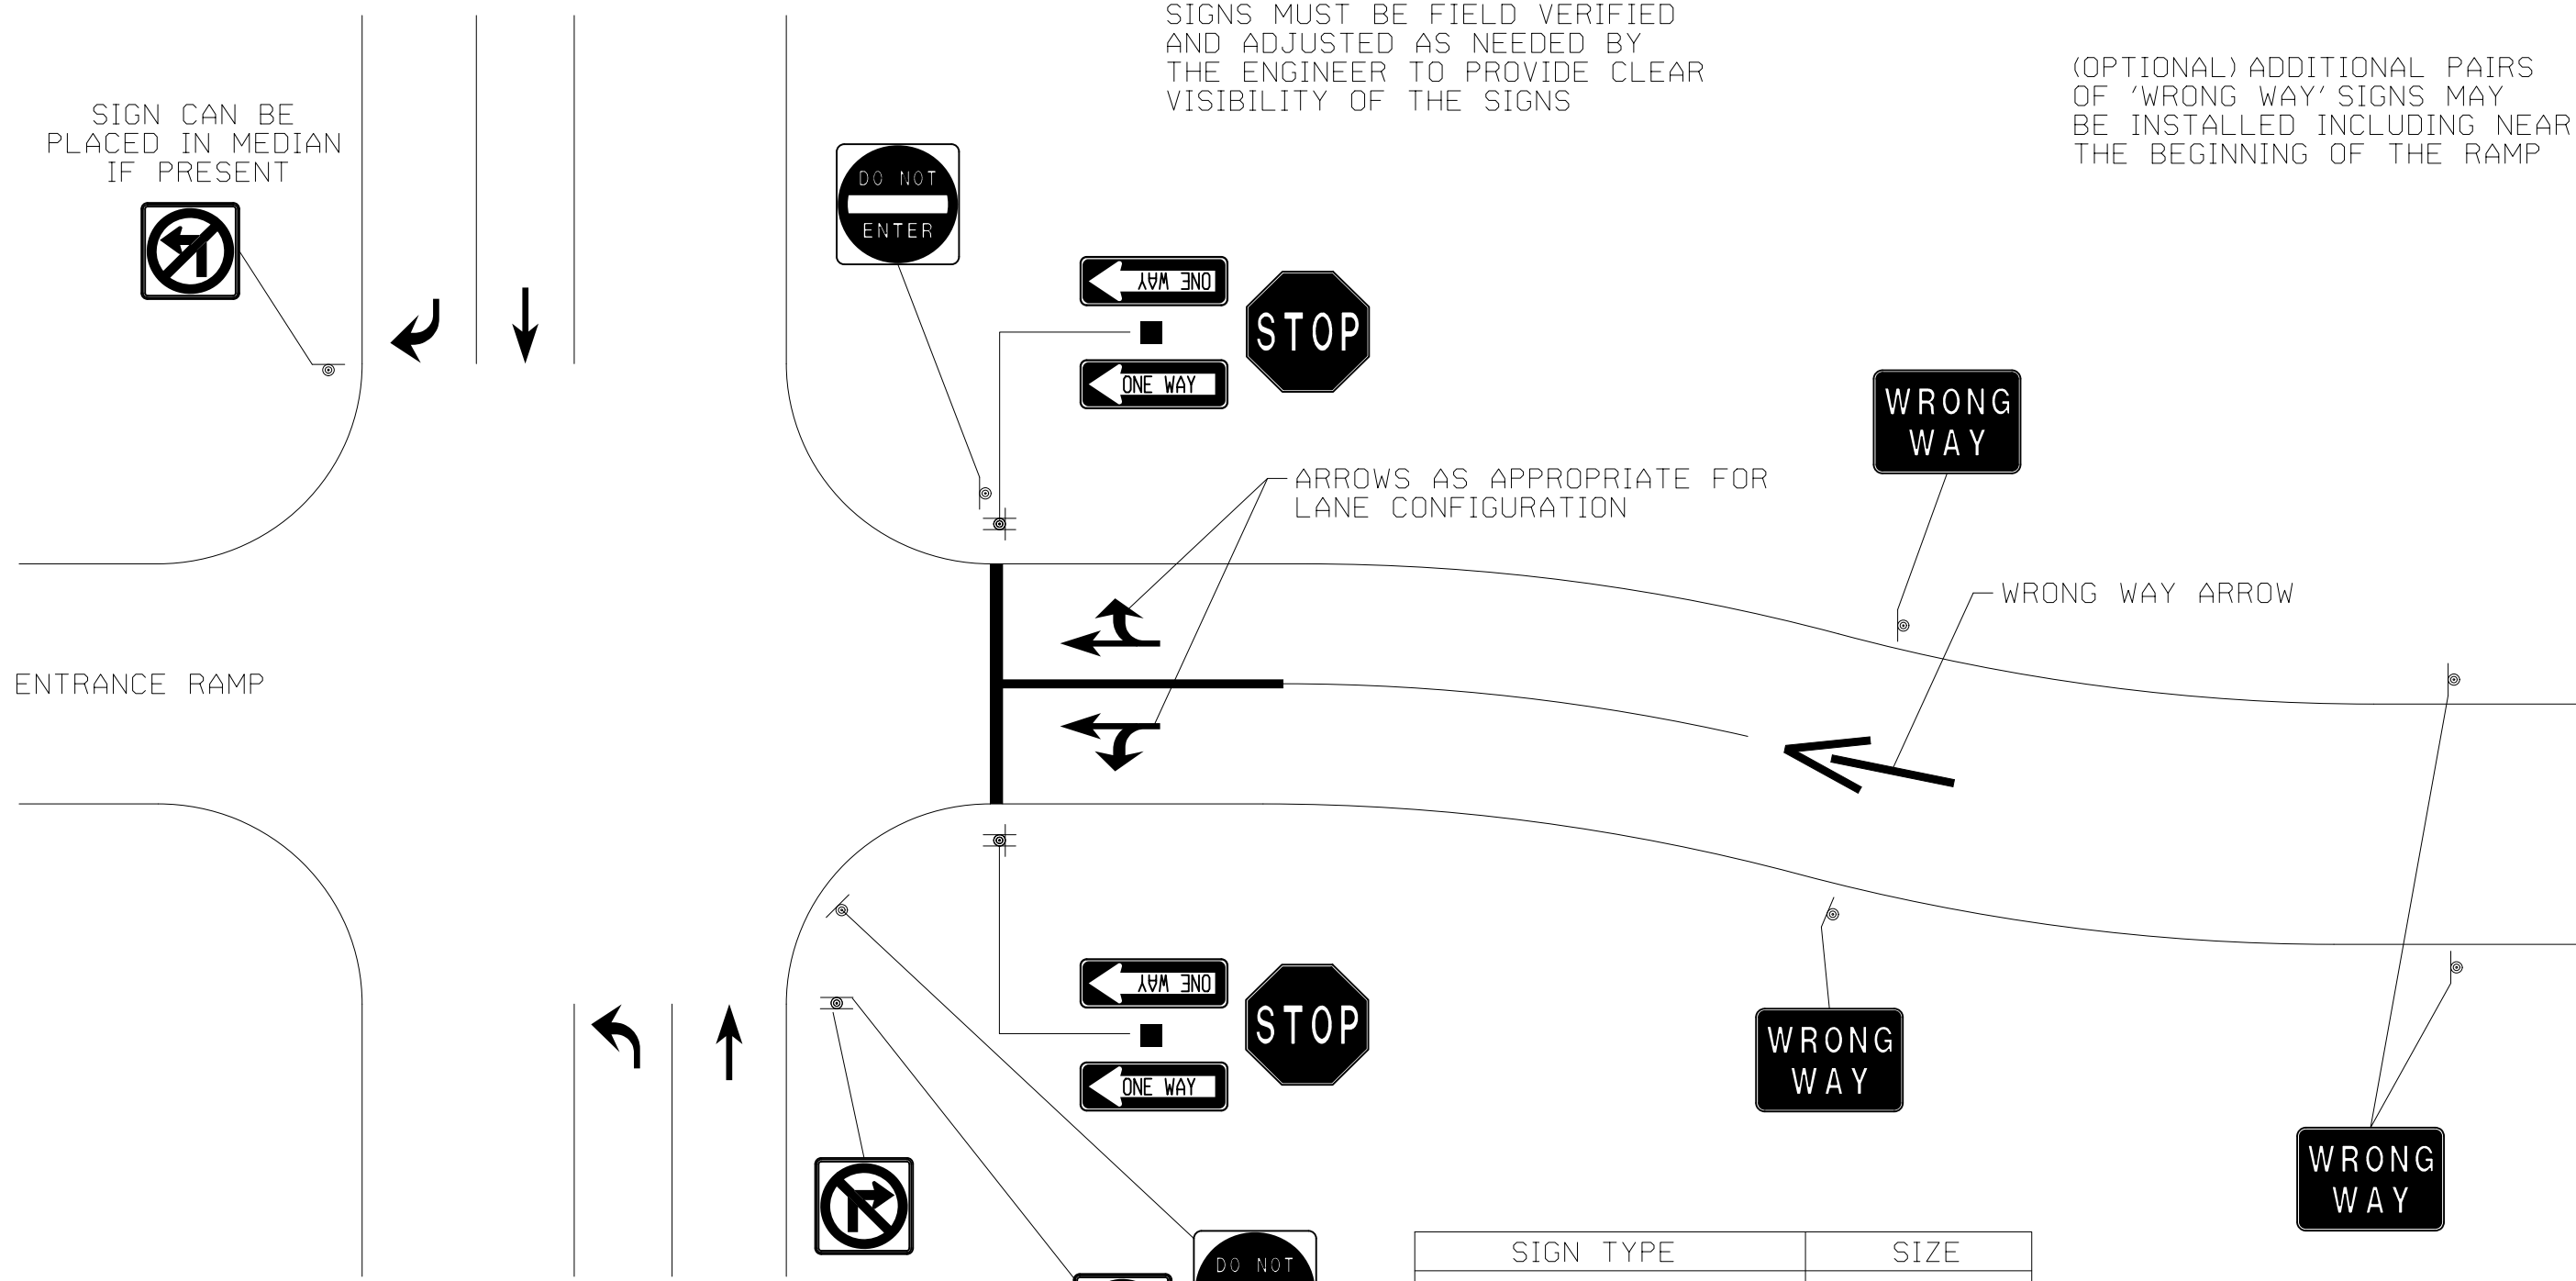 SIGNS MUST BE FIELD VERIFIED
AND ADJUSTED AS NEEDED BY
THE ENGINEER TO PROVIDE CLEAR
VISIBILITY OF THE SIGNS
(OPTIONAL) ADDITIONAL PAIRS
OF 'WRONG WAY' SIGNS MAY
BE INSTALLED INCLUDING NEAR
THE BEGINNING OF THE RAMP
SIGN CAN BE
PLACED IN MEDIAN
IF PRESENT
DO NOT
ENTER
ONE WAY
STOP
ONE WAY
WRONG
WAY
ARROWS AS APPROPRIATE FOR
LANE CONFIGURATION
WRONG WAY ARROW
ENTRANCE RAMP
ONE WAY
STOP
ONE WAY
WRONG
WAY
WRONG
WAY
DO NOT
SIGN TYPE
SIZE